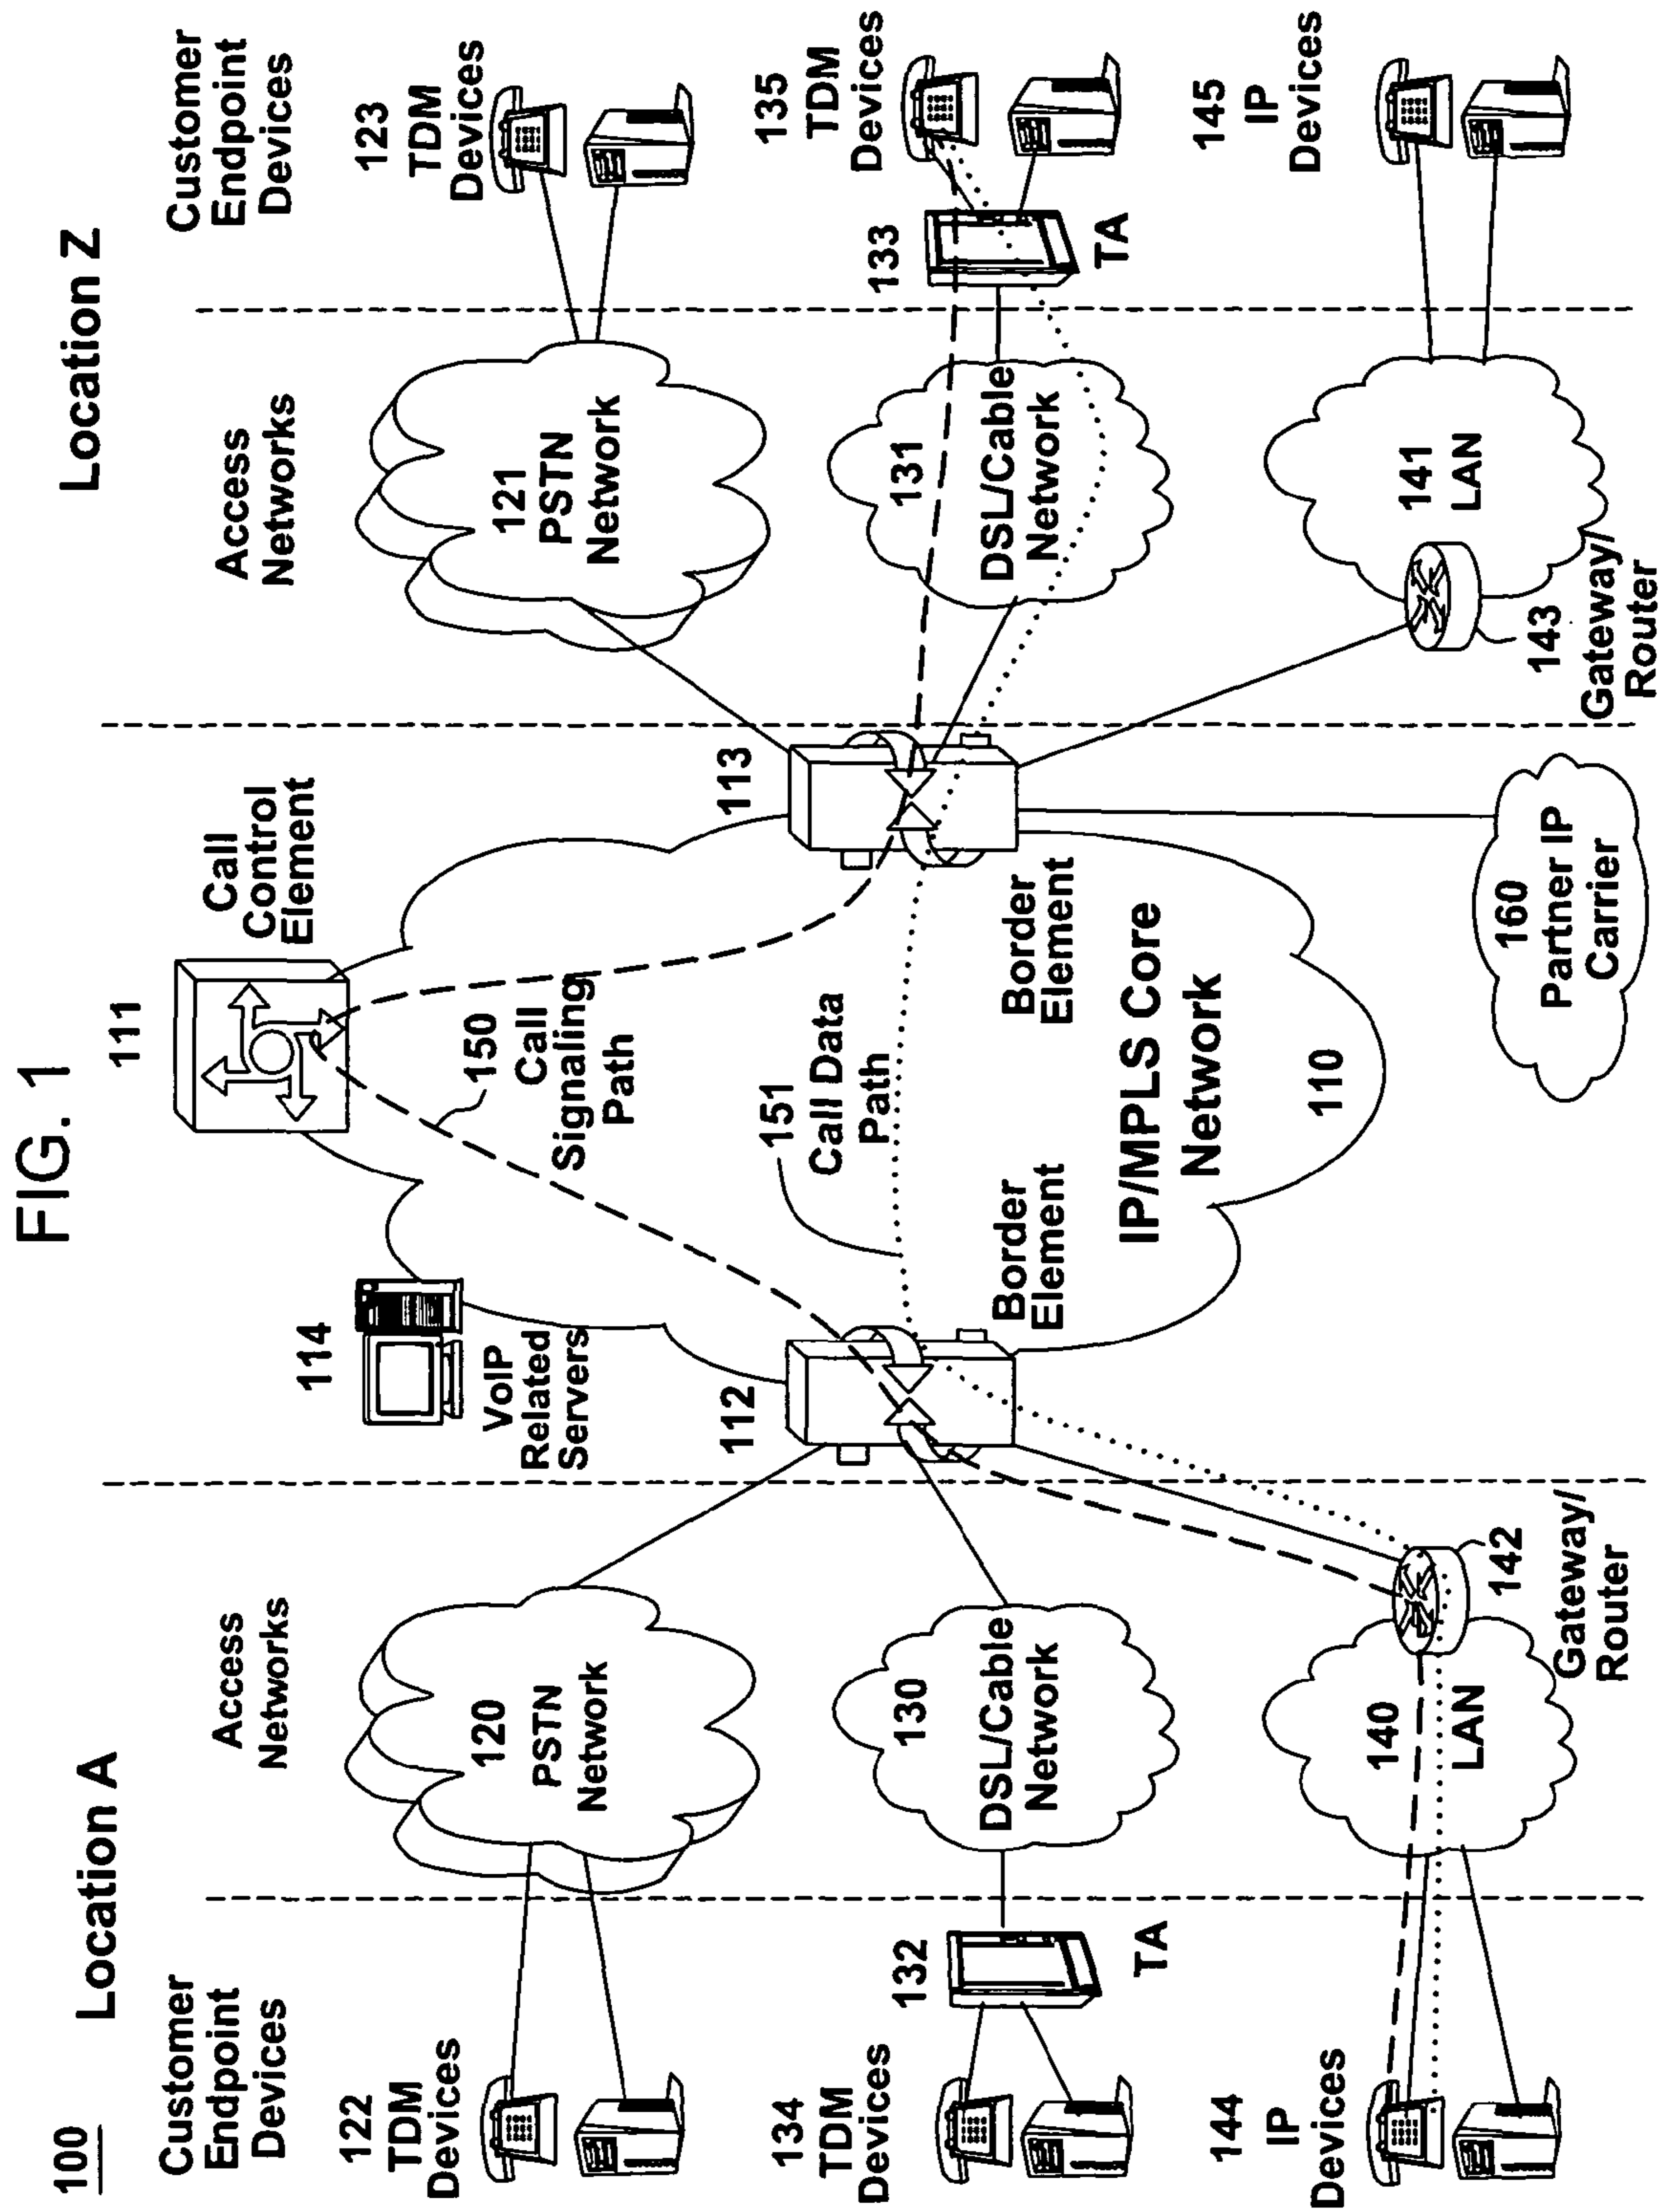 FIG. 1
100
Location A
Location Z
Customer
Endpoint
Devices
Access
Networks
114
VoIP
Related
Servers
111
Call
Control
Element
Access
Networks
Customer
Endpoint
Devices
122
TDM
Devices
120
PSTN
Network
112
150
Call
Signaling
Path
113
121
PSTN
Network
123
TDM
Devices
134
TDM
Devices
132
TA
130
DSL/Cable
Network
Border
Element
151
Call Data
Path
Border
Element
131
DSL/Cable
Network
133
TA
135
TDM
Devices
IP/MPLS Core
Network
110
144
IP
Devices
140
LAN
142
Gateway/
Router
160
Partner IP
Carrier
143
Gateway/
Router
141
LAN
145
IP
Devices